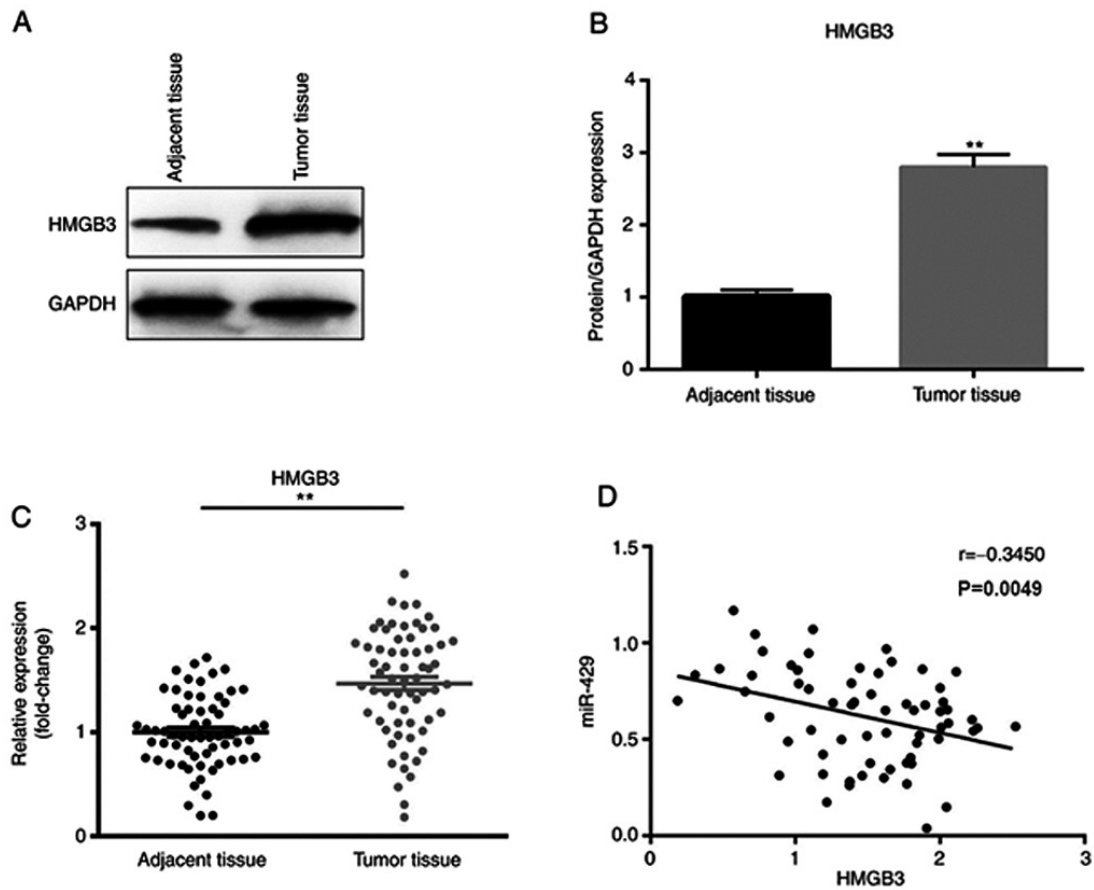 A
Adjacent tissue
Tumor tissue
HMGB3
GAPDH
B
HMGB3
Protein/GAPDH expression
4
3
2
1
0
**
Adjacent tissue
Tumor tissue
C
HMGB3
**
Relative expression
(fold-change)
3
2
1
0
Adjacent tissue
Tumor tissue
D
r=−0.3450
P=0.0049
miR-429
1.5
1.0
0.5
0.0
0
1
2
3
HMGB3